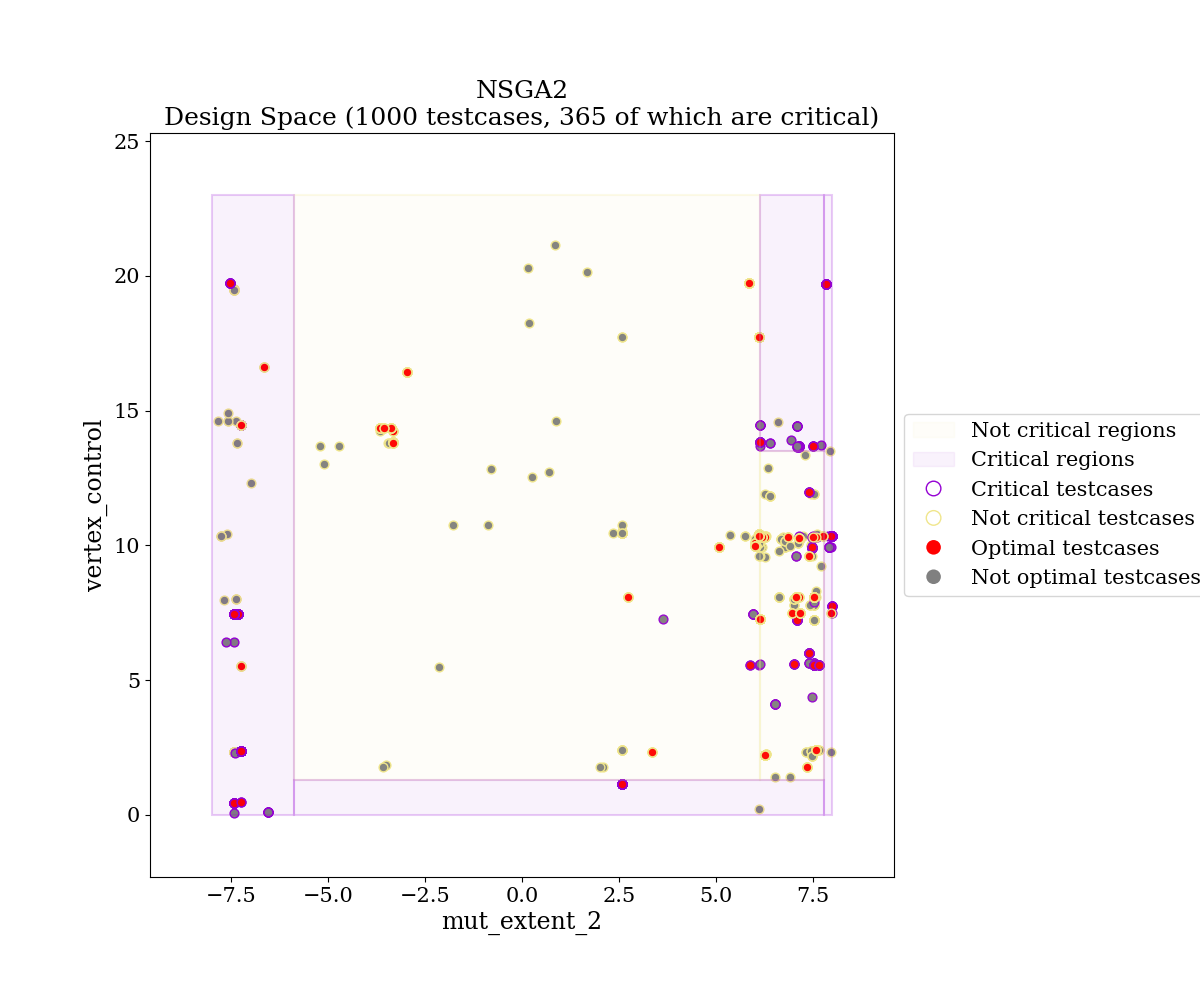 NSGA2
Design Space (1000 testcases, 365 of which are critical)
25
20
15
10
5
0
vertex_control
−7.5
−5.0
−2.5
0.0
2.5
5.0
7.5
mut_extent_2
Not critical regions
Critical regions
Critical testcases
Not critical testcases
Optimal testcases
Not optimal testcases